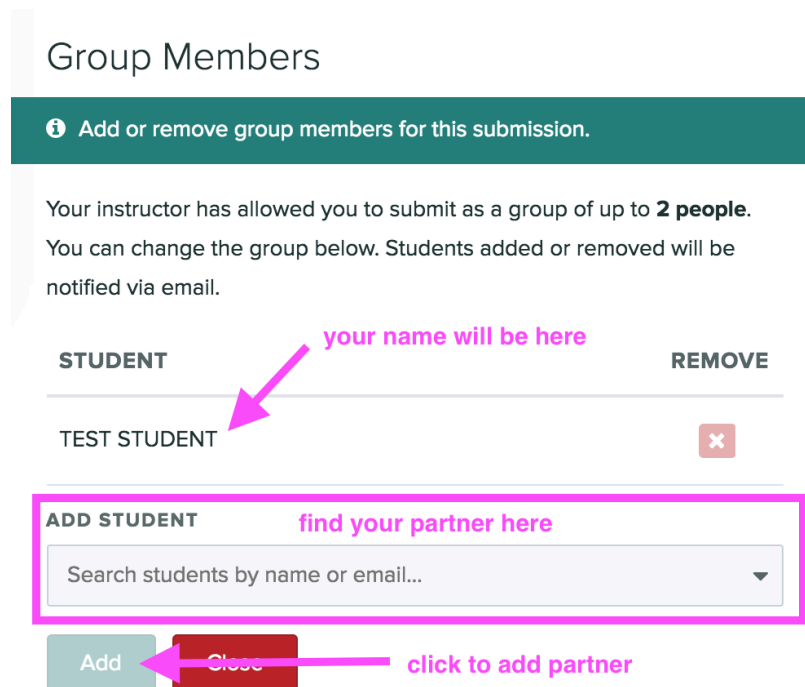 Group Members
Add or remove group members for this submission.
Your instructor has allowed you to submit as a group of up to 2 people.
You can change the group below. Students added or removed will be
notified via email.
your name will be here
STUDENT REMOVE
TEST STUDENT
ADD STUDENT find your partner here
Search students by name or email...
Add Close click to add partner